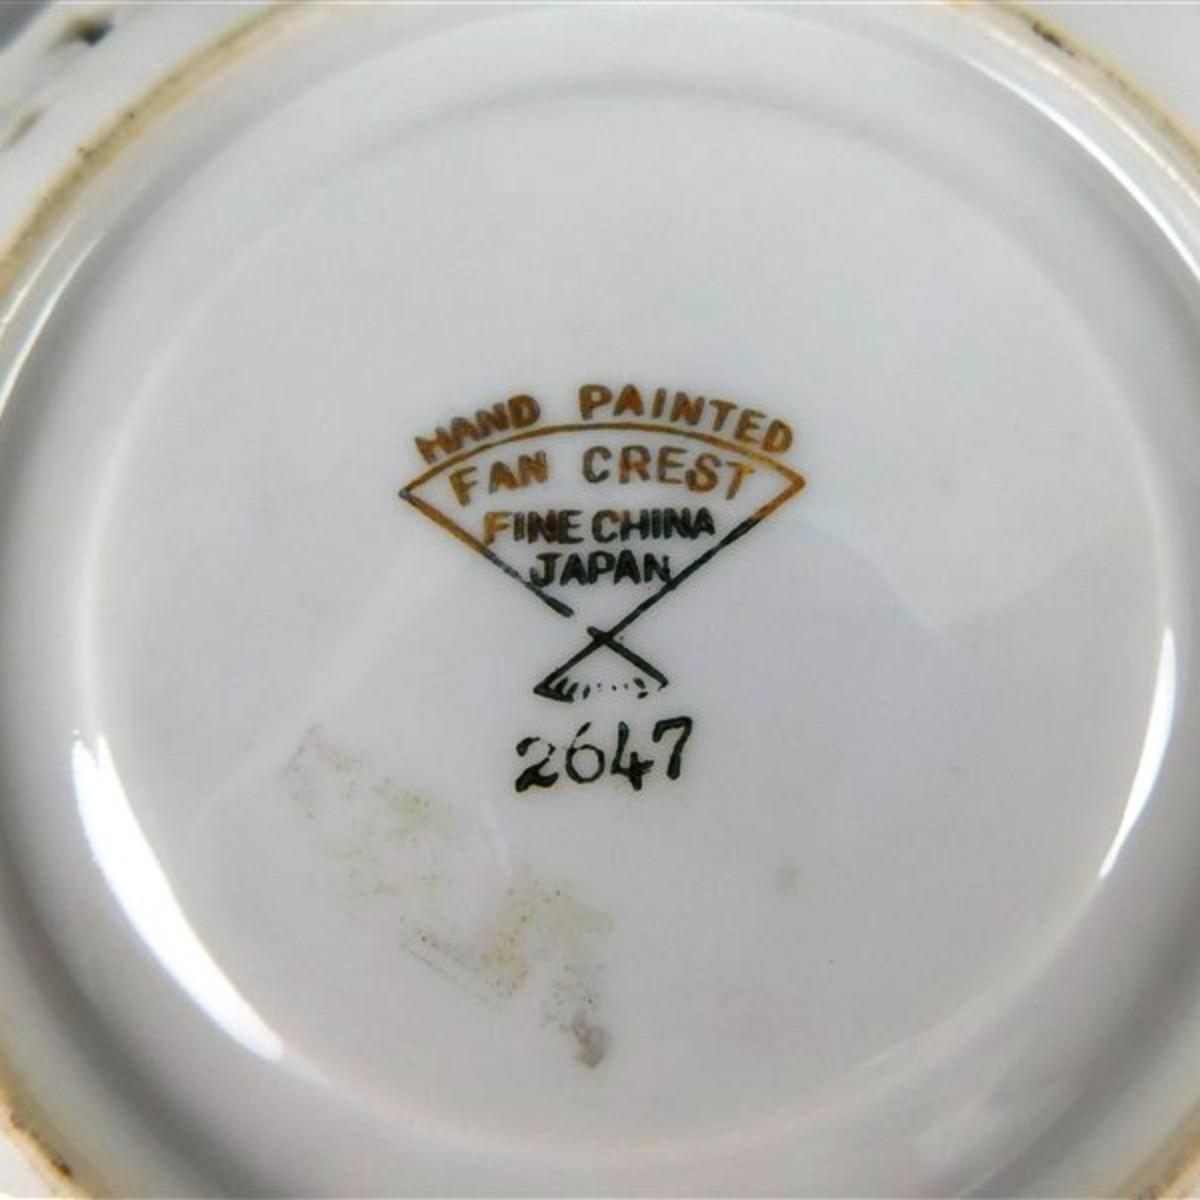 HAND PAINTED
FAN CREST
FINE CHINA
JAPAN
2647